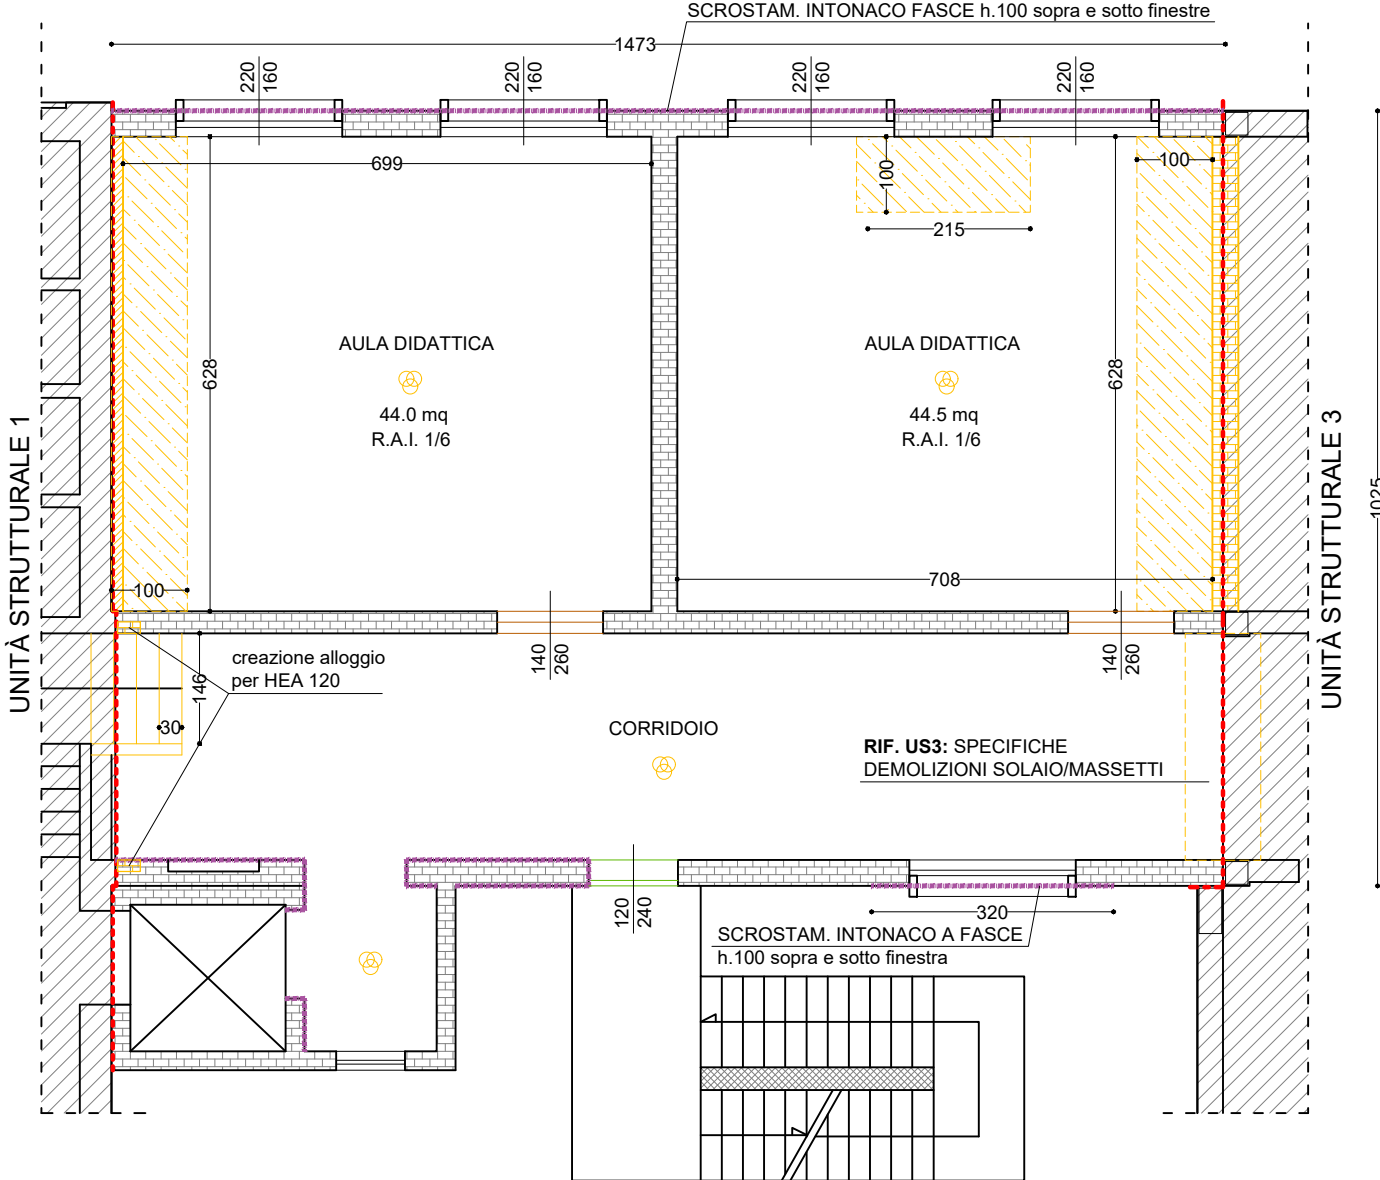 SCROSTAM. INTONACO FASCE h.100 sopra e sotto finestre
1473
220
160
220
160
220
160
220
160
699
100
100
215
AULA DIDATTICA
44.0 mq
R.A.I. 1/6
AULA DIDATTICA
44.5 mq
R.A.I. 1/6
628
628
UNITÀ STRUTTURALE 1
UNITÀ STRUTTURALE 3
1025
100
708
creazione alloggio
per HEA 120
146
30
140
260
140
260
CORRIDOIO
RIF. US3: SPECIFICHE
DEMOLIZIONI SOLAIO/MASSETTI
120
240
320
SCROSTAM. INTONACO A FASCE
h.100 sopra e sotto finestra